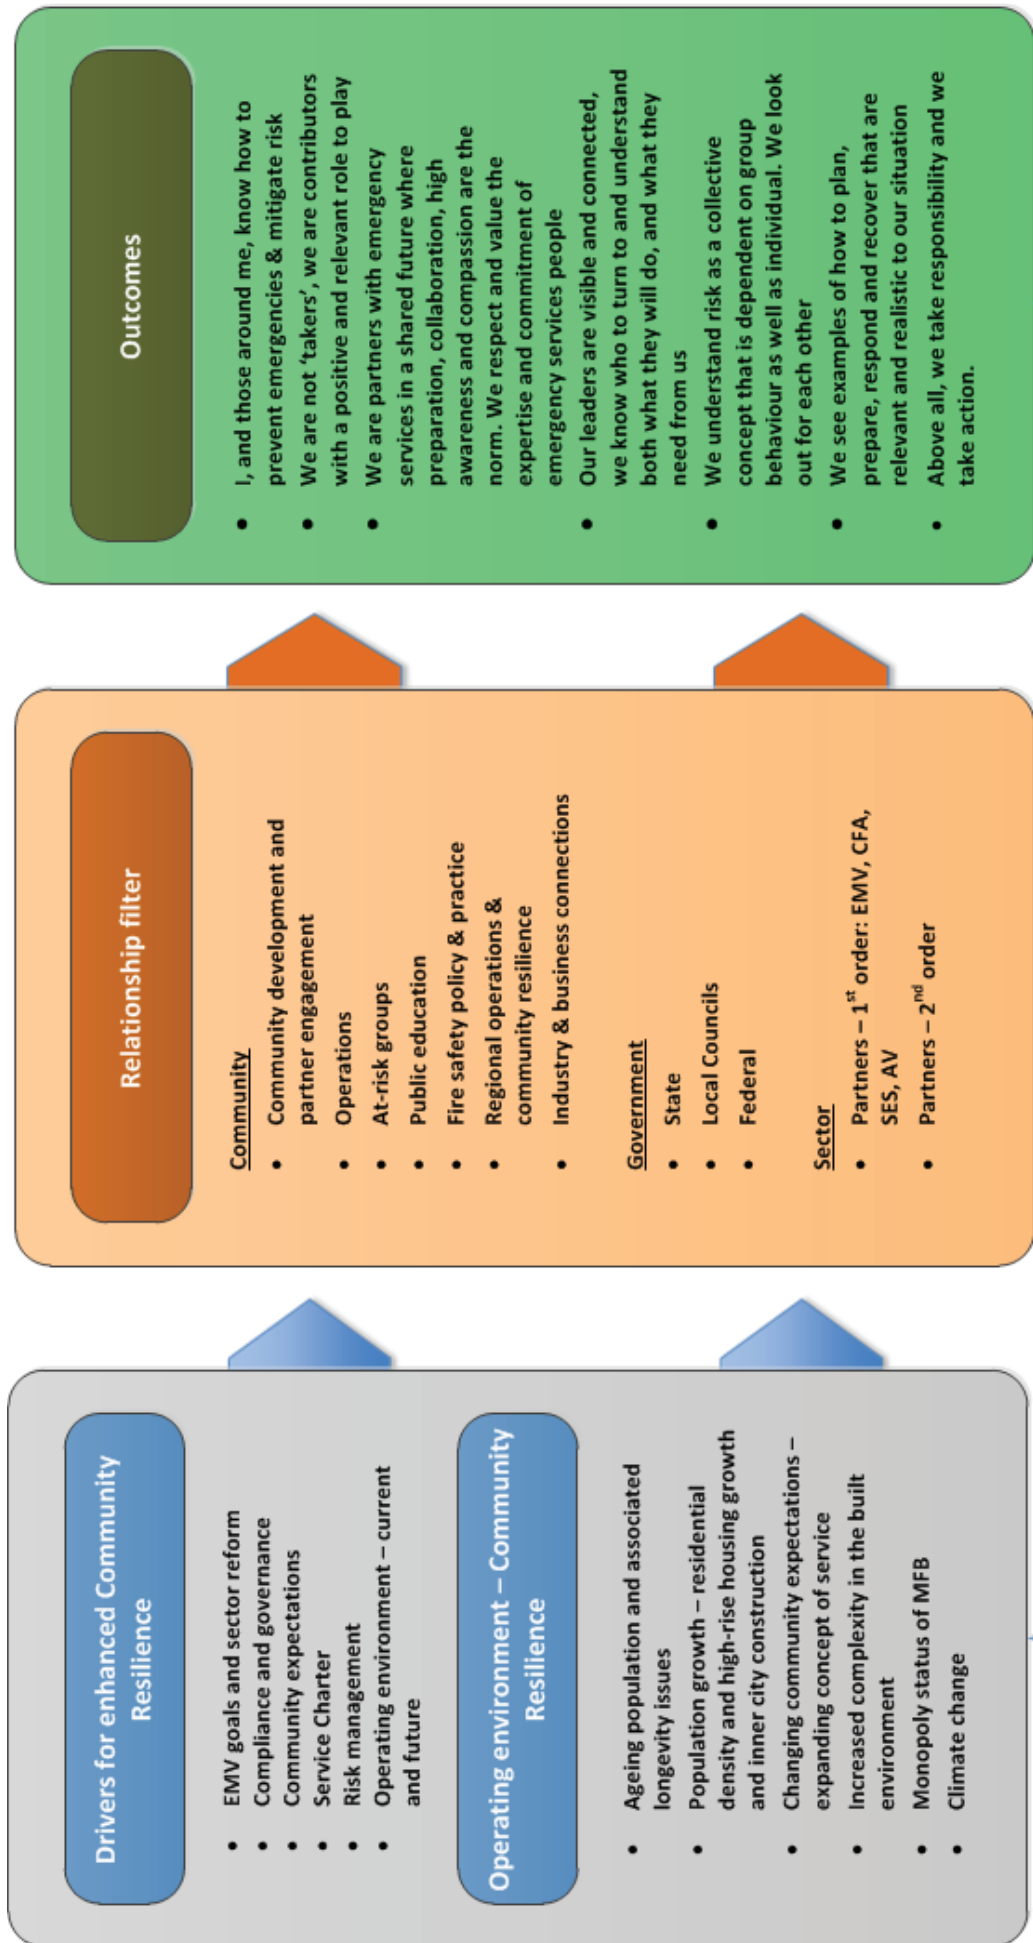 Drivers for enhanced Community
Resilience
• EMV goals and sector reform
• Compliance and governance
• Community expectations
• Service Charter
• Risk management
• Operating environment – current
and future
Operating environment – Community
Resilience
• Ageing population and associated
longevity issues
• Population growth – residential
density and high-rise housing growth
and inner city construction
• Changing community expectations –
expanding concept of service
• Increased complexity in the built
environment
• Monopoly status of MFB
• Climate change
Relationship filter
Community
• Community development and
partner engagement
• Operations
• At-risk groups
• Public education
• Fire safety policy & practice
• Regional operations &
community resilience
• Industry & business connections
Government
• State
• Local Councils
• Federal
Sector
• Partners – 1st order: EMV, CFA,
SES, AV
• Partners – 2nd order
Outcomes
• I, and those around me, know how to
prevent emergencies & mitigate risk
• We are not ‘takers’, we are contributors
with a positive and relevant role to play
• We are partners with emergency
services in a shared future where
preparation, collaboration, high
awareness and compassion are the
norm. We respect and value the
expertise and commitment of
emergency services people
• Our leaders are visible and connected,
we know who to turn to and understand
both what they will do, and what they
need from us
• We understand risk as a collective
concept that is dependent on group
behaviour as well as individual. We look
out for each other
• We see examples of how to plan,
prepare, respond and recover that are
relevant and realistic to our situation
• Above all, we take responsibility and we
take action.